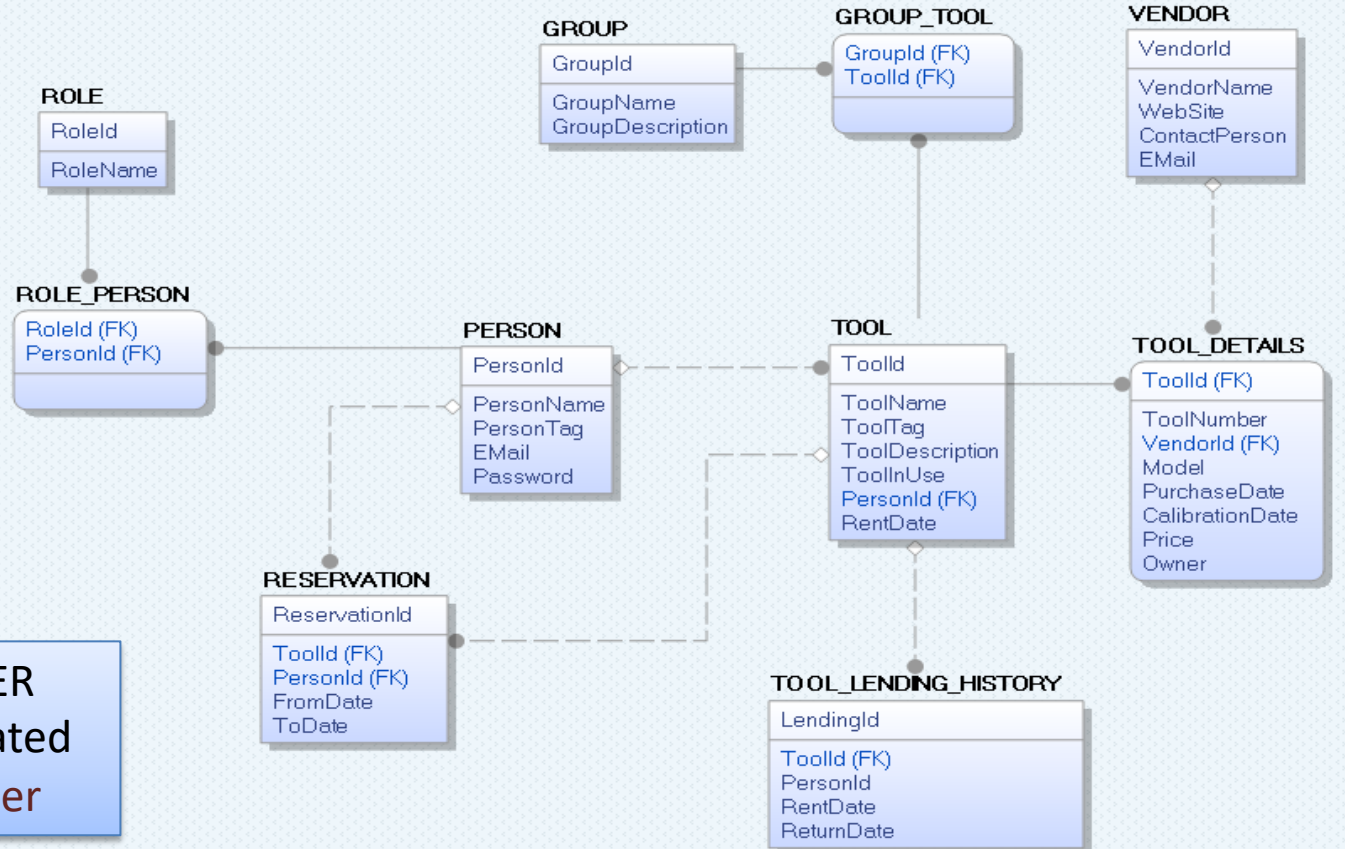 GROUP
GroupId
GroupName
GroupDescription
GROUP_TOOL
GroupId (FK)
ToolId (FK)
VENDOR
VendorId
VendorName
WebSite
ContactPerson
EMail
ROLE
RoleId
RoleName
ROLE_PERSON
RoleId (FK)
PersonId (FK)
PERSON
PersonId
PersonName
PersonTag
EMail
Password
TOOL
ToolId
ToolName
ToolTag
ToolDescription
ToolInUse
PersonId (FK)
RentDate
TOOL_DETAILS
ToolId (FK)
ToolNumber
VendorId (FK)
Model
PurchaseDate
CalibrationDate
Price
Owner
RESERVATION
ReservationId
ToolId (FK)
PersonId (FK)
FromDate
ToDate
TOOL_LENDING_HISTORY
LendingId
ToolId (FK)
PersonId
RentDate
ReturnDate
ER
ated
er